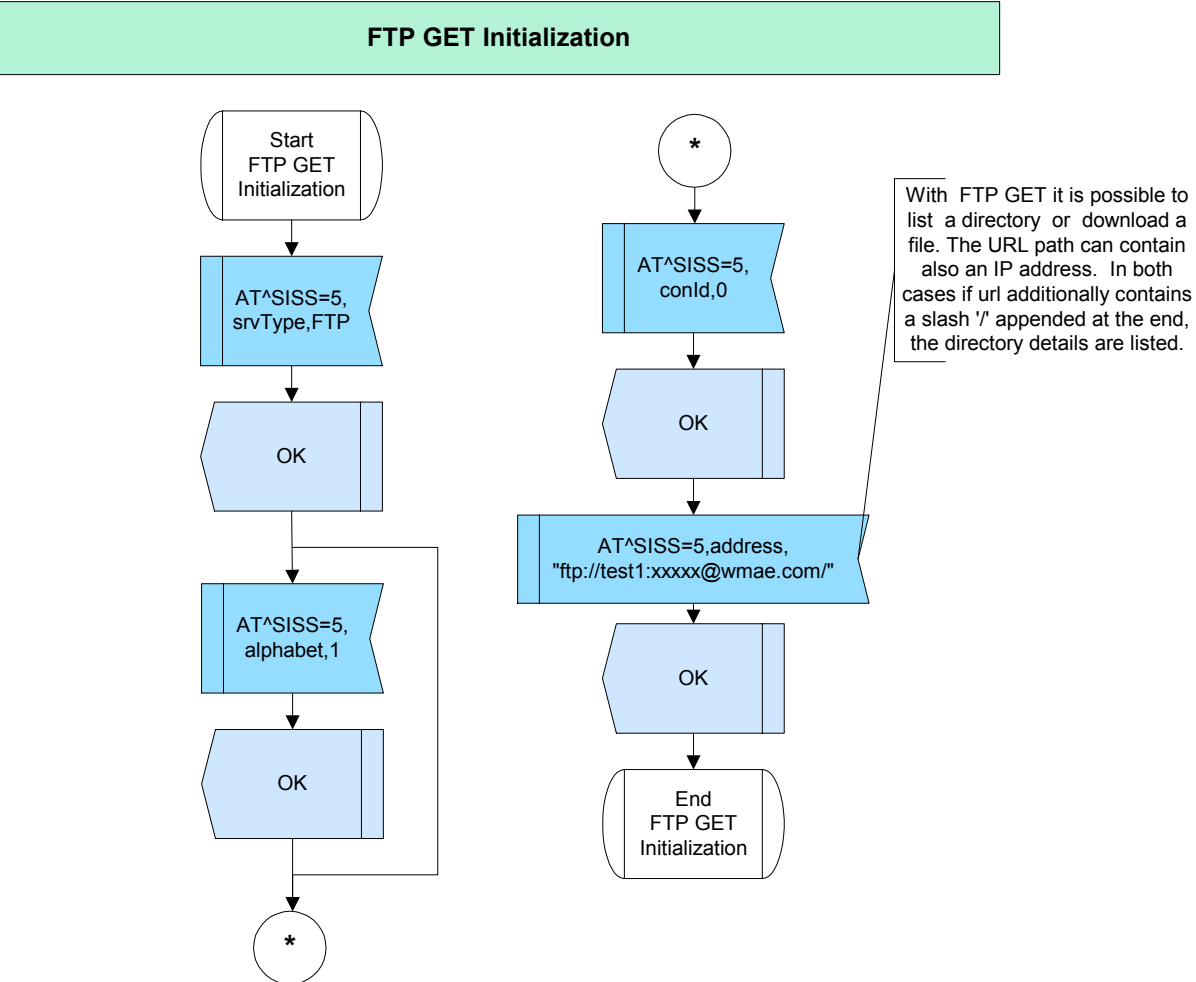 FTP GET Initialization
Start
FTP GET
Initialization
AT^SISS=5,
srvType,FTP
OK
AT^SISS=5,
alphabet,1
OK
*
*
AT^SISS=5,
conId,0
OK
AT^SISS=5,address,
"ftp://test1:xxxxx@wmae.com/"
OK
End
FTP GET
Initialization
With FTP GET it is possible to
list a directory or download a
file. The URL path can contain
also an IP address. In both
cases if url additionally contains
a slash '/' appended at the end,
the directory details are listed.